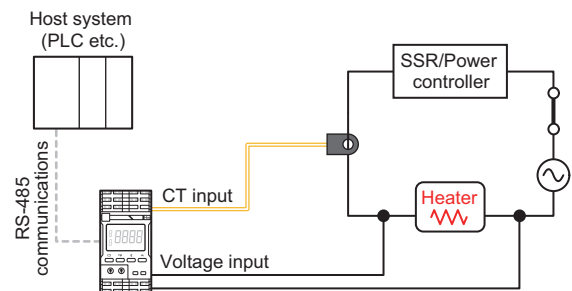 Host system
(PLC etc.)
SSR/Power
controller
RS-485
communications
CT input
Heater
Voltage input